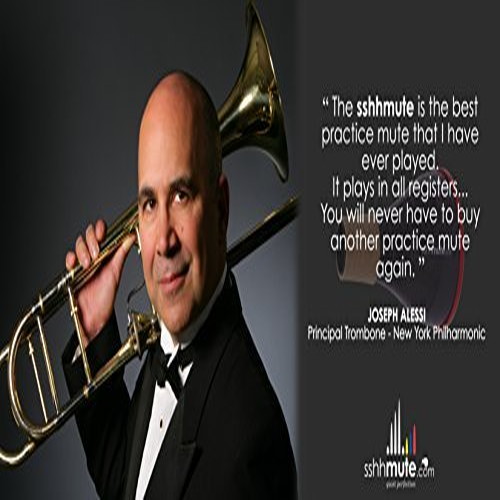 “ The sshhmute is the best
practice mute that I have
ever played.
It plays in all registers...
You will never have to buy
another practice mute
again. ”
JOSEPH ALESSI
Principal Trombone - New York Philharmonic
sshhmute.com
quiet perfection